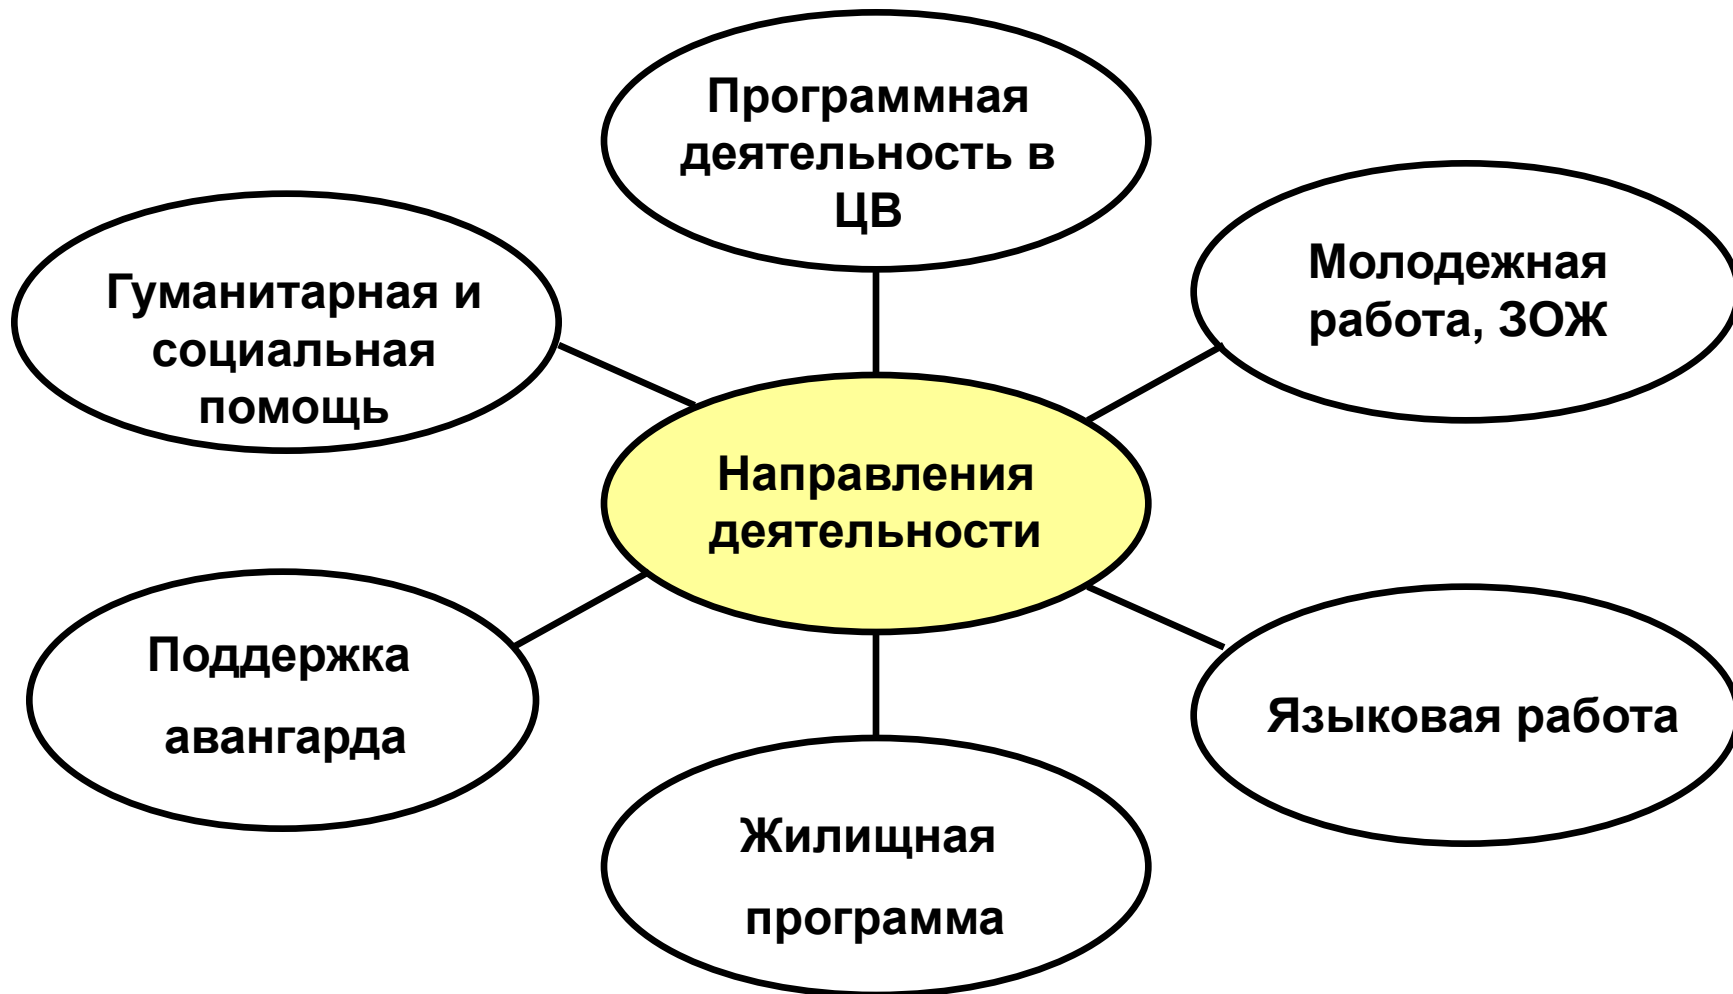 Программная
деятельность в
ЦВ
Гуманитарная и
социальная
помощь
Молодежная
работа, ЗОЖ
Направления
деятельности
Поддержка
авангарда
Языковая работа
Жилищная
программа